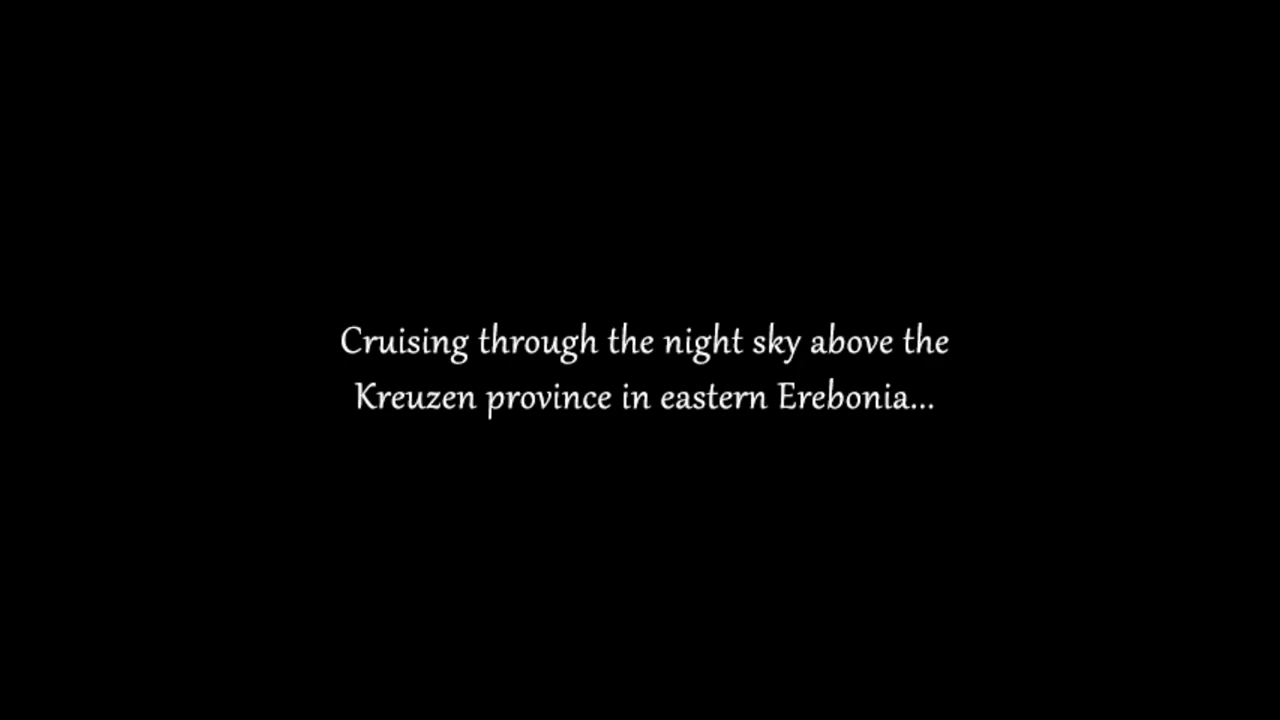 Cruising through the night sky above the
Kreuzen province in eastern Erebonia...